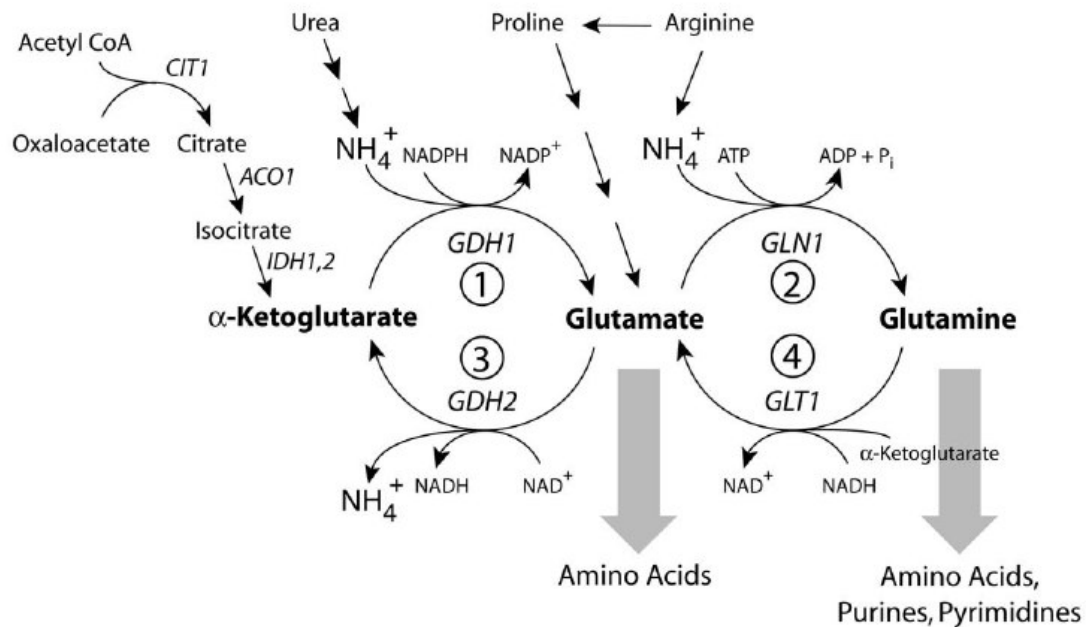 Urea
Proline
Arginine
Acetyl CoA
CIT1
Oxaloacetate
Citrate
NH₄⁺
NADPH
NADP⁺
NH₄⁺
ATP
ADP + Pᵢ
ACO1
Isocitrate
IDH1,2
GDH1
GLN1
①
②
α-Ketoglutarate
Glutamate
Glutamine
③
④
GDH2
GLT1
α-Ketoglutarate
NH₄⁺
NADH
NAD⁺
NAD⁺
NADH
Amino Acids
Amino Acids,
Purines, Pyrimidines